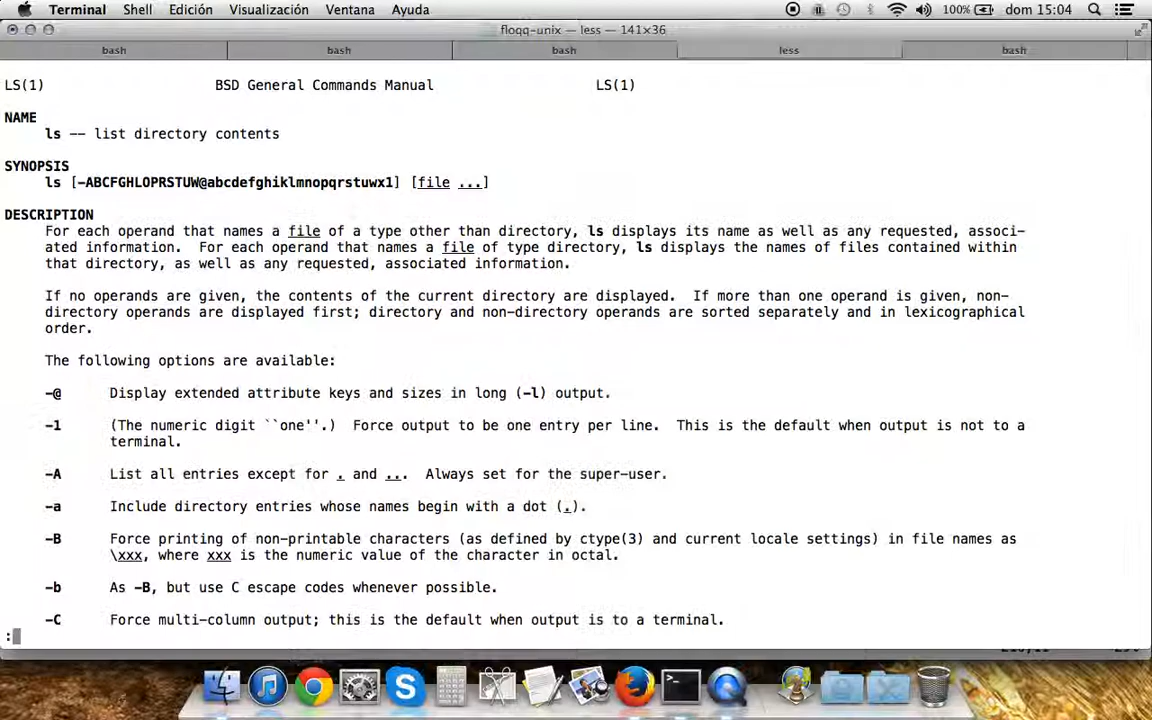 Terminal Shell Edición Visualización Ventana Ayuda 100% dom 15:04
floqq-unix — less — 141×36
bash bash bash less bash
LS(1) BSD General Commands Manual LS(1)
NAME
ls -- list directory contents
SYNOPSIS
ls [-ABCFGHLOPRSTUW@abcdefghiklmnopqrstuwx1] [file ...]
DESCRIPTION
For each operand that names a file of a type other than directory, ls displays its name as well as any requested, associ-
ated information. For each operand that names a file of type directory, ls displays the names of files contained within
that directory, as well as any requested, associated information.
If no operands are given, the contents of the current directory are displayed. If more than one operand is given, non-
directory operands are displayed first; directory and non-directory operands are sorted separately and in lexicographical
order.
The following options are available:
-@ Display extended attribute keys and sizes in long (-l) output.
-1 (The numeric digit ``one''.) Force output to be one entry per line. This is the default when output is not to a
terminal.
-A List all entries except for . and ... Always set for the super-user.
-a Include directory entries whose names begin with a dot (.).
-B Force printing of non-printable characters (as defined by ctype(3) and current locale settings) in file names as
\xxx, where xxx is the numeric value of the character in octal.
-b As -B, but use C escape codes whenever possible.
-C Force multi-column output; this is the default when output is to a terminal.
: